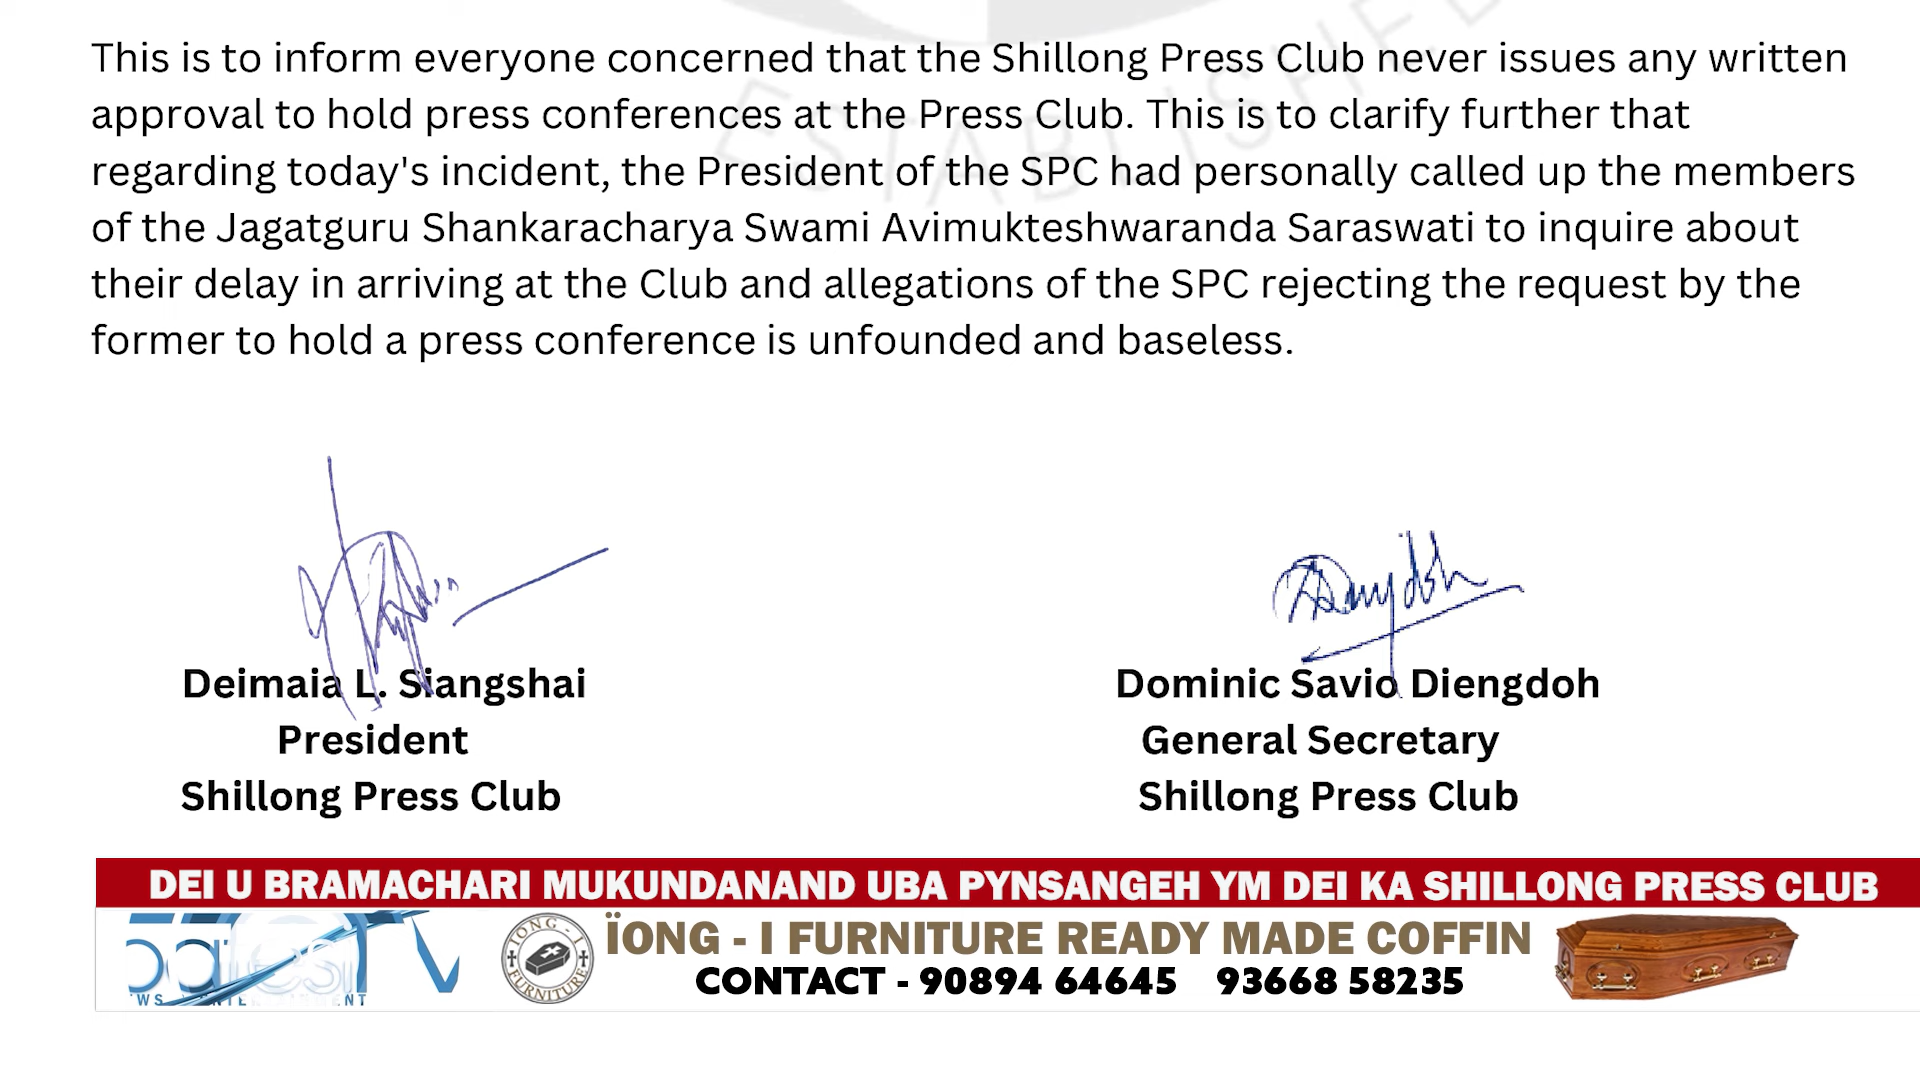 ESTABLISHED
This is to inform everyone concerned that the Shillong Press Club never issues any written
approval to hold press conferences at the Press Club. This is to clarify further that
regarding today's incident, the President of the SPC had personally called up the members
of the Jagatguru Shankaracharya Swami Avimukteshwaranda Saraswati to inquire about
their delay in arriving at the Club and allegations of the SPC rejecting the request by the
former to hold a press conference is unfounded and baseless.
Deimaia L. Siangshai
President
Shillong Press Club
Dominic Savio Diengdoh
General Secretary
Shillong Press Club
DEI U BRAMACHARI MUKUNDANAND UBA PYNSANGEH YM DEI KA SHILLONG PRESS CLUB
ÏONG - I
FURNITURE
ÏONG - I FURNITURE READY MADE COFFIN
CONTACT - 90894 64645 93668 58235